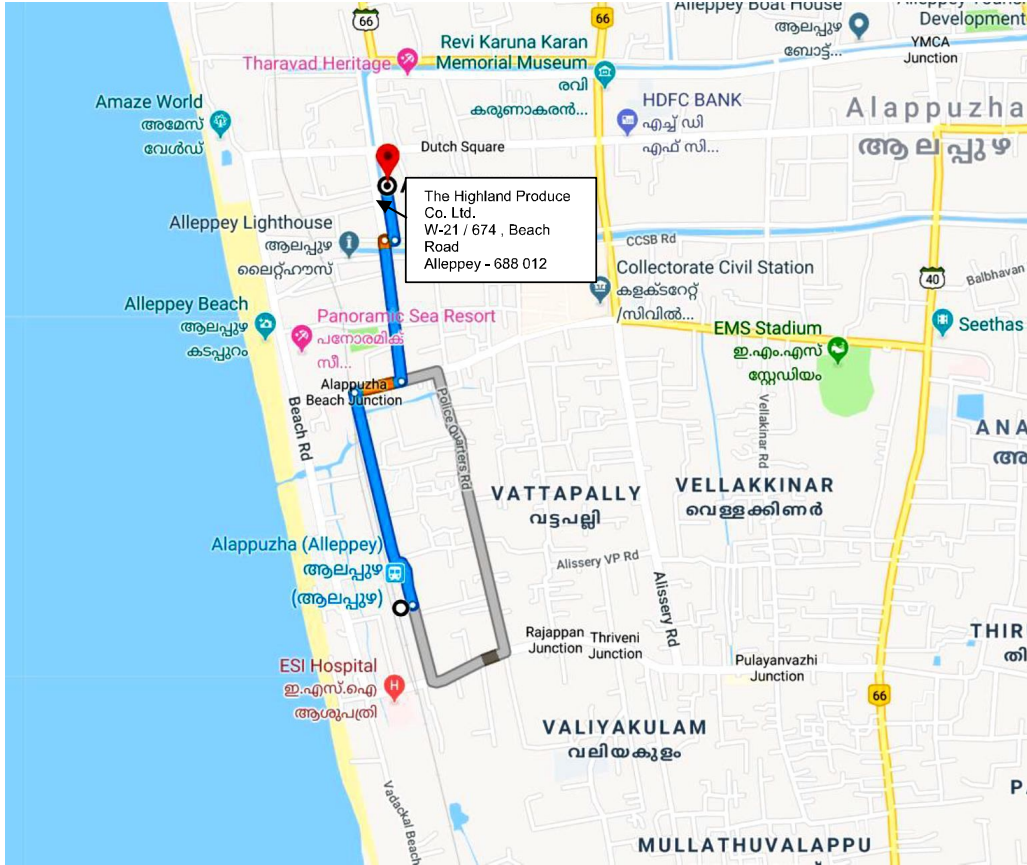 66
66
Alleppey Boat House
ആലപ്പുഴ
ബോട്ട്...
Development
YMCA
Junction
Revi Karuna Karan
Memorial Museum
രവി
കരുണാകരൻ...
Tharavad Heritage
Amaze World
അമേസ്
വേൾഡ്
HDFC BANK
എച്ച് ഡി
എഫ് സി...
Alappuzha
ആലപ്പുഴ
Dutch Square
The Highland Produce
Co. Ltd.
W-21 / 674 , Beach
Road
Alleppey - 688 012
Alleppey Lighthouse
ആലപ്പുഴ
ലൈറ്റ്ഹൗസ്
CCSB Rd
Balbhavan
Collectorate Civil Station
കളക്ടറേറ്റ്
/സിവിൽ...
40
Alleppey Beach
ആലപ്പുഴ
കടപ്പുറം
Panoramic Sea Resort
പനോരമിക്
സീ...
EMS Stadium
ഇ.എം.എസ്
സ്റ്റേഡിയം
Seethas
Alappuzha
Beach Junction
Beach Rd
Police Quarters Rd
Vellakinar Rd
ANA
VATTAPALLY
വട്ടപല്ലി
VELLAKKINAR
വെള്ളക്കിണർ
Alappuzha (Alleppey)
ആലപ്പുഴ
(ആലപ്പുഴ)
Alissery VP Rd
Alissery Rd
Rajappan
Junction
Thriveni
Junction
THIR
തി
Pulayanvazhi
Junction
ESI Hospital
ഇ.എസ്.ഐ
ആശുപത്രി
H
66
VALIYAKULAM
വലിയകുളം
Vadackal Beach
MULLATHUVALAPPU